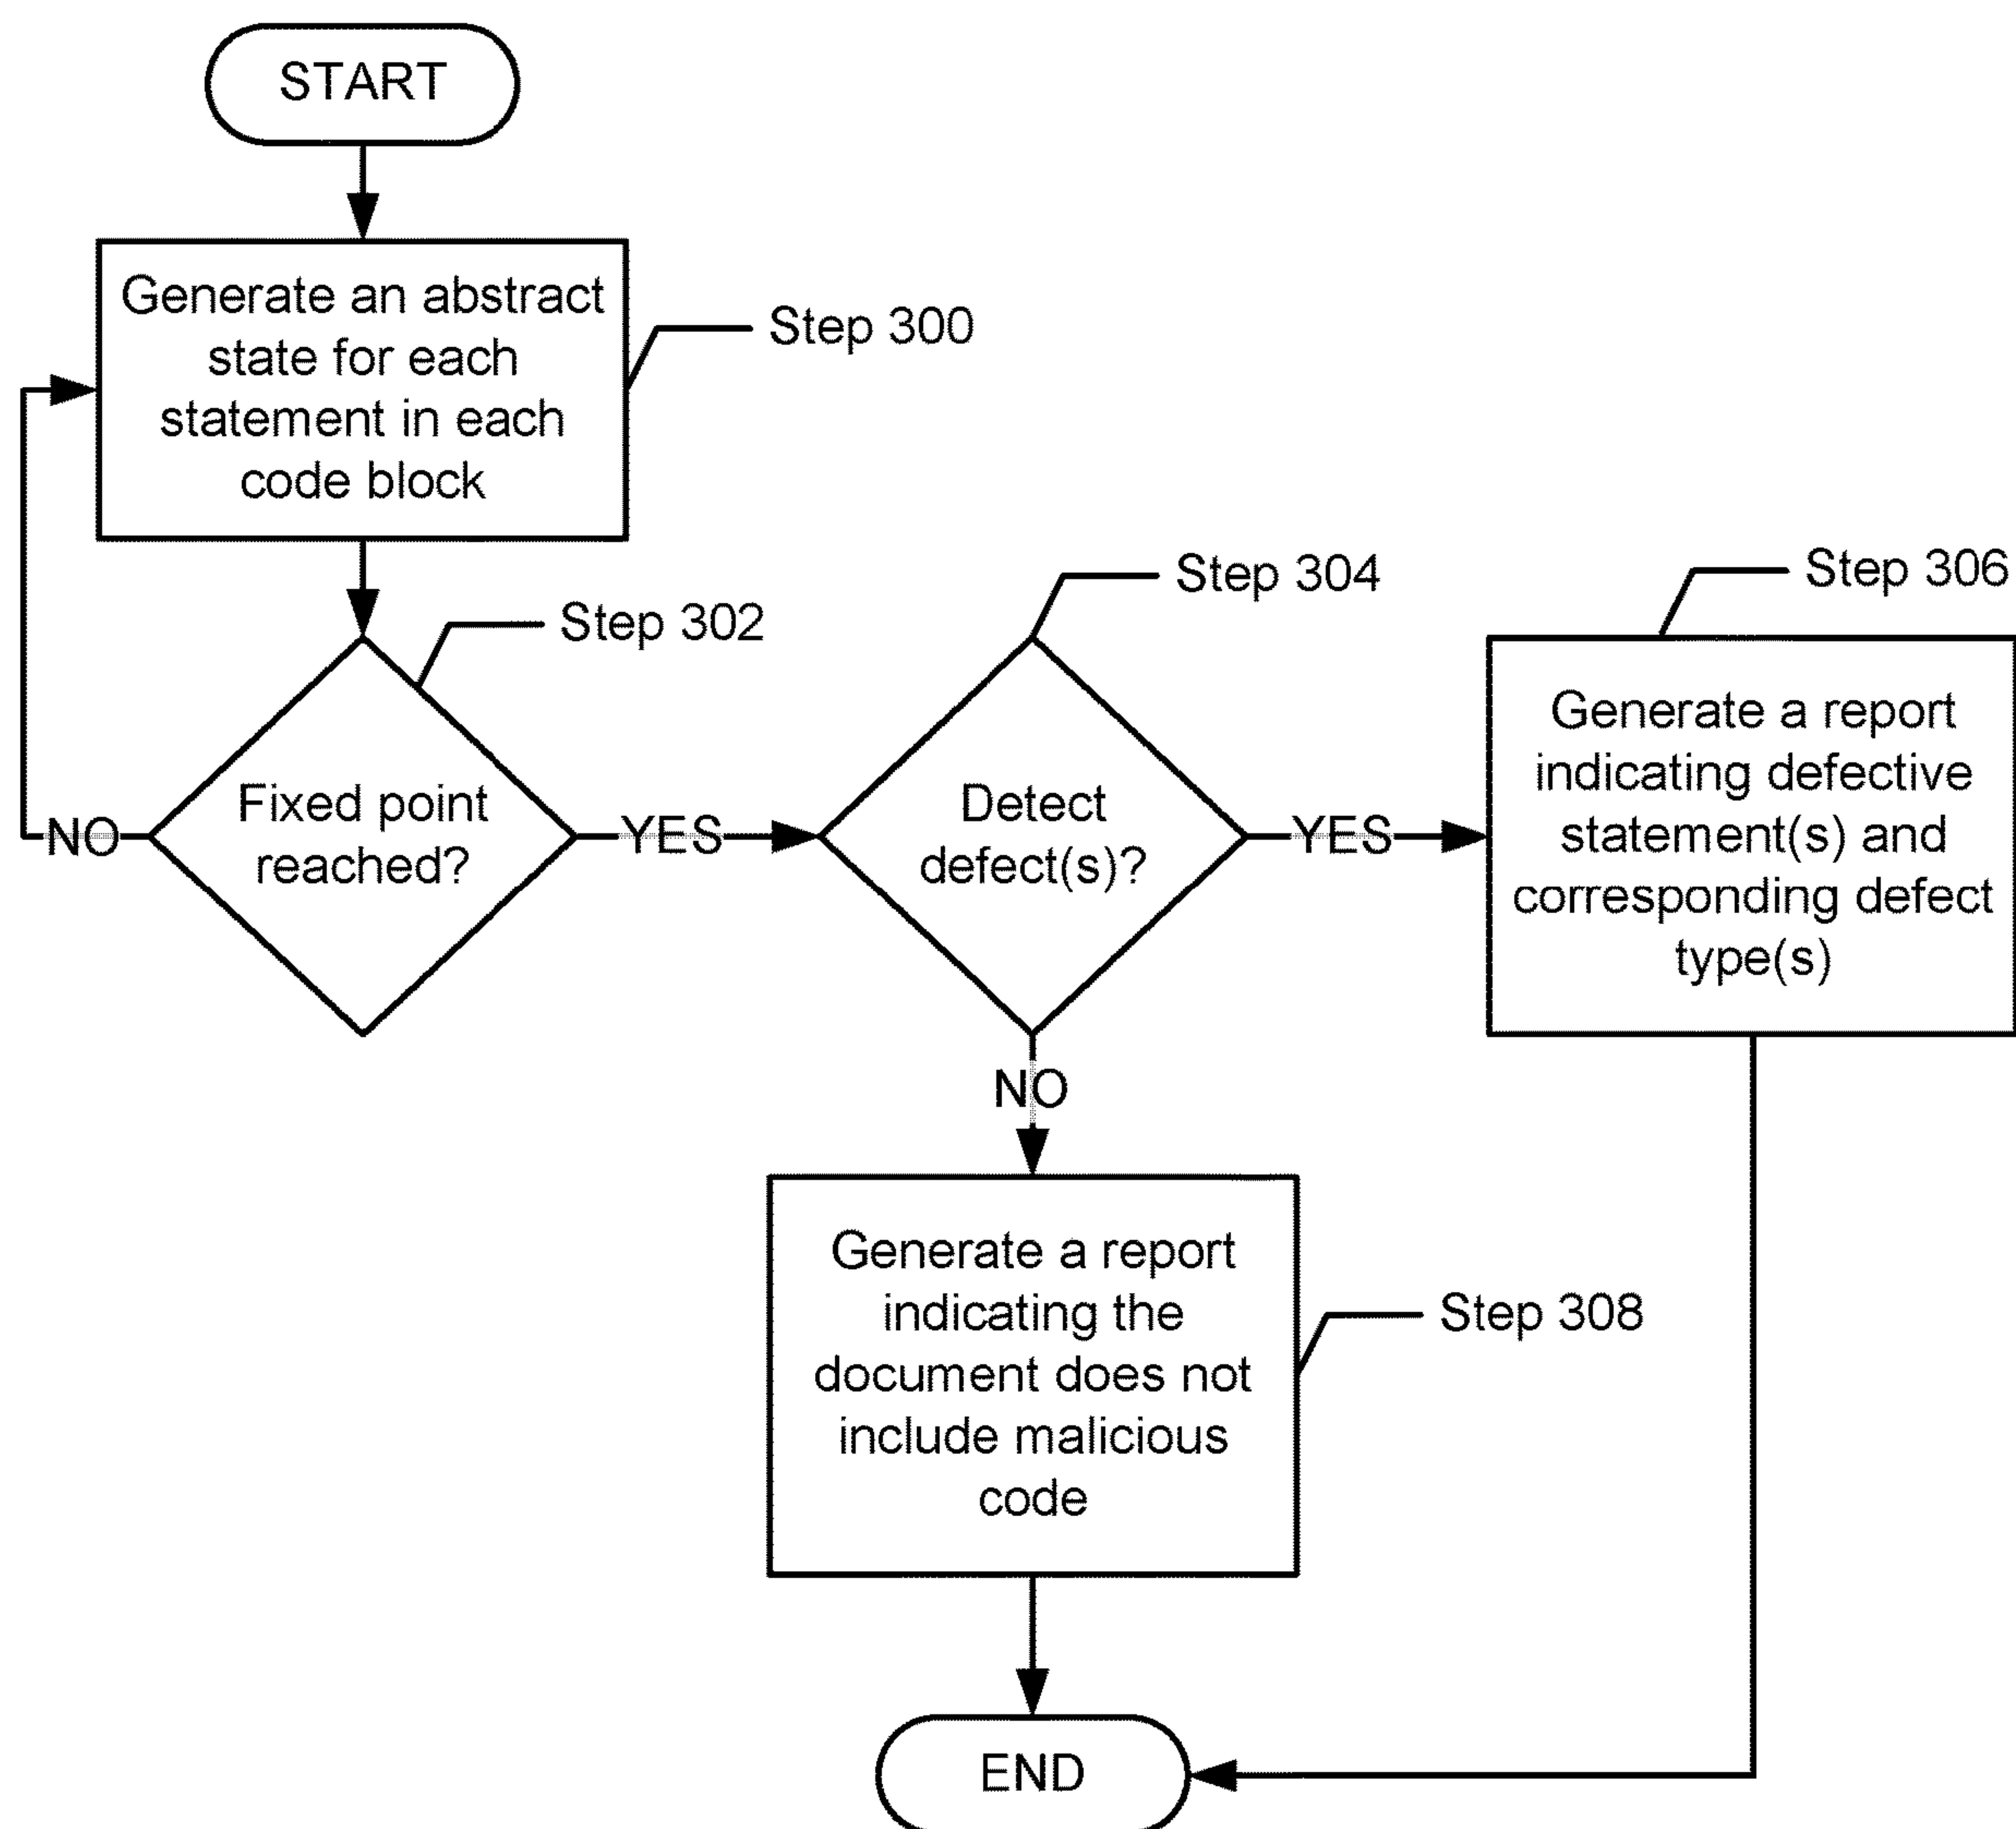 START
Generate an abstract
state for each
statement in each
code block
Step 300
Step 302
Fixed point
reached?
NO
YES
Step 304
Detect
defect(s)?
YES
NO
Step 306
Generate a report
indicating defective
statement(s) and
corresponding defect
type(s)
Generate a report
indicating the
document does not
include malicious
code
Step 308
END